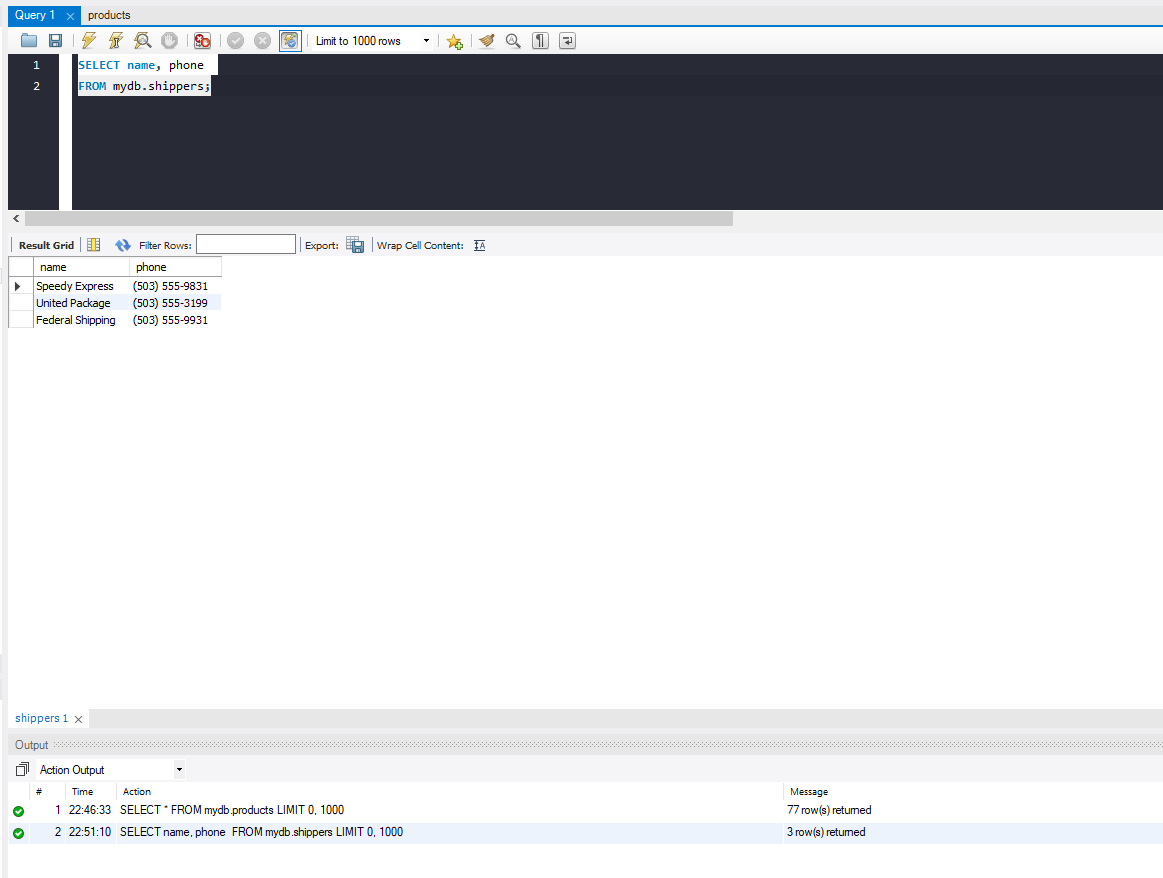 Query 1 products
Limit to 1000 rows
1 SELECT name, phone
2 FROM mydb.shippers;
Result Grid Filter Rows: Export: Wrap Cell Content:
name phone
Speedy Express (503) 555-9831
United Package (503) 555-3199
Federal Shipping (503) 555-9931
shippers 1
Output
Action Output
# Time Action Message
1 22:46:33 SELECT * FROM mydb.products LIMIT 0, 1000 77 row(s) returned
2 22:51:10 SELECT name, phone  FROM mydb.shippers LIMIT 0, 1000 3 row(s) returned